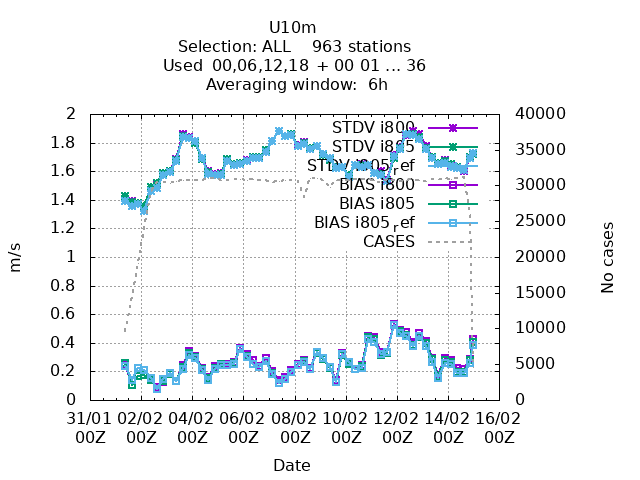 U10m
Selection: ALL    963 stations
Used  00,06,12,18  + 00 01 ... 36
Averaging window:  6h
STDV i800
STDV i805
STDV i805_ref
BIAS i800
BIAS i805
BIAS i805_ref
CASES
2
1.8
1.6
1.4
1.2
1
0.8
0.6
0.4
0.2
0
m/s
40000
35000
30000
25000
20000
15000
10000
5000
0
No cases
31/01 02/02 04/02 06/02 08/02 10/02 12/02 14/02 16/02
00Z 00Z 00Z 00Z 00Z 00Z 00Z 00Z 00Z
Date